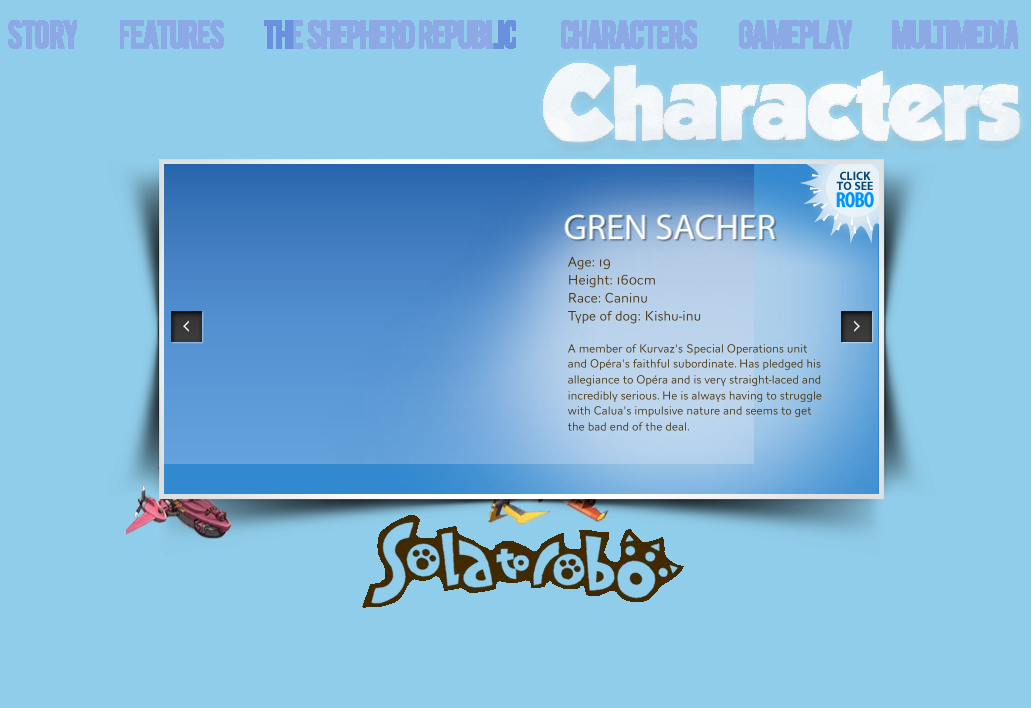 STORY FEATURES THE SHEPHERD REPUBLIC CHARACTERS GAMEPLAY MULTIMEDIA
Characters
CLICK
TO SEE
ROBO
GREN SACHER
Age: 19
Height: 160cm
Race: Caninu
Type of dog: Kishu-inu
A member of Kurvaz's Special Operations unit
and Opéra's faithful subordinate. Has pledged his
allegiance to Opéra and is very straight-laced and
incredibly serious. He is always having to struggle
with Calua's impulsive nature and seems to get
the bad end of the deal.
Solatorobo